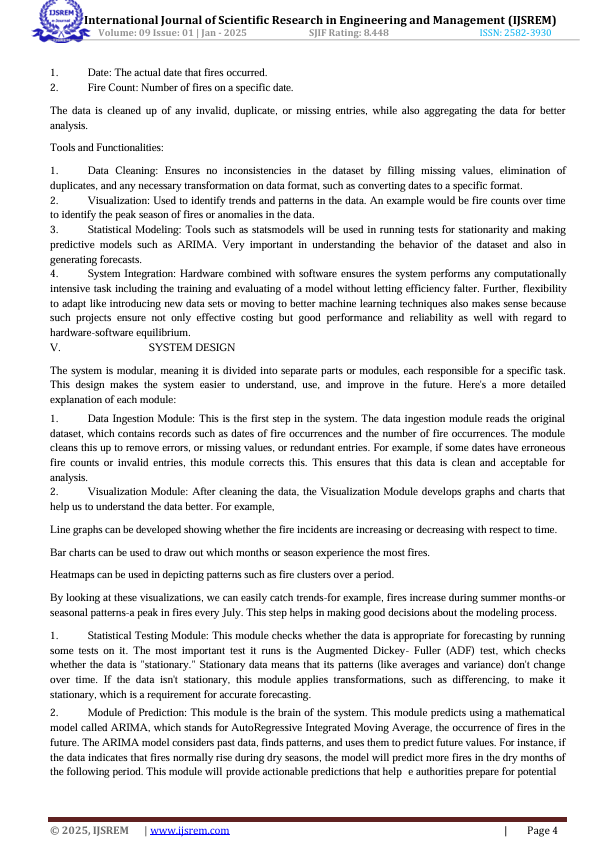 IJSREM
e-Journal
International Journal of Scientific Research in Engineering and Management (IJSREM)
Volume: 09 Issue: 01 | Jan - 2025 SJIF Rating: 8.448 ISSN: 2582-3930
1. Date: The actual date that fires occurred.
2. Fire Count: Number of fires on a specific date.
The data is cleaned up of any invalid, duplicate, or missing entries, while also aggregating the data for better
analysis.
Tools and Functionalities:
1. Data Cleaning: Ensures no inconsistencies in the dataset by filling missing values, elimination of
duplicates, and any necessary transformation on data format, such as converting dates to a specific format.
2. Visualization: Used to identify trends and patterns in the data. An example would be fire counts over time
to identify the peak season of fires or anomalies in the data.
3. Statistical Modeling: Tools such as statsmodels will be used in running tests for stationarity and making
predictive models such as ARIMA. Very important in understanding the behavior of the dataset and also in
generating forecasts.
4. System Integration: Hardware combined with software ensures the system performs any computationally
intensive task including the training and evaluating of a model without letting efficiency falter. Further, flexibility
to adapt like introducing new data sets or moving to better machine learning techniques also makes sense because
such projects ensure not only effective costing but good performance and reliability as well with regard to
hardware-software equilibrium.
V. SYSTEM DESIGN
The system is modular, meaning it is divided into separate parts or modules, each responsible for a specific task.
This design makes the system easier to understand, use, and improve in the future. Here's a more detailed
explanation of each module:
1. Data Ingestion Module: This is the first step in the system. The data ingestion module reads the original
dataset, which contains records such as dates of fire occurrences and the number of fire occurrences. The module
cleans this up to remove errors, or missing values, or redundant entries. For example, if some dates have erroneous
fire counts or invalid entries, this module corrects this. This ensures that this data is clean and acceptable for
analysis.
2. Visualization Module: After cleaning the data, the Visualization Module develops graphs and charts that
help us to understand the data better. For example,
Line graphs can be developed showing whether the fire incidents are increasing or decreasing with respect to time.
Bar charts can be used to draw out which months or season experience the most fires.
Heatmaps can be used in depicting patterns such as fire clusters over a period.
By looking at these visualizations, we can easily catch trends-for example, fires increase during summer months-or
seasonal patterns-a peak in fires every July. This step helps in making good decisions about the modeling process.
1. Statistical Testing Module: This module checks whether the data is appropriate for forecasting by running
some tests on it. The most important test it runs is the Augmented Dickey- Fuller (ADF) test, which checks
whether the data is "stationary." Stationary data means that its patterns (like averages and variance) don't change
over time. If the data isn't stationary, this module applies transformations, such as differencing, to make it
stationary, which is a requirement for accurate forecasting.
2. Module of Prediction: This module is the brain of the system. This module predicts using a mathematical
model called ARIMA, which stands for AutoRegressive Integrated Moving Average, the occurrence of fires in the
future. The ARIMA model considers past data, finds patterns, and uses them to predict future values. For instance, if
the data indicates that fires normally rise during dry seasons, the model will predict more fires in the dry months of
the following period. This module will provide actionable predictions that help e authorities prepare for potential
© 2025, IJSREM | www.ijsrem.com | Page 4